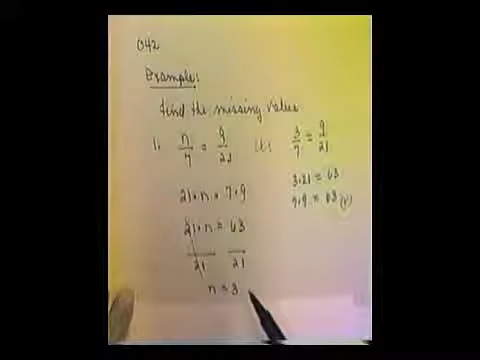 042
Example:
Find the missing value
1. n/7 = 9/21
21 · n = 7 · 9
21 · n = 63
21 21
n = 3
3/7 = 9/21
3 · 21 = 63
7 · 9 = 63